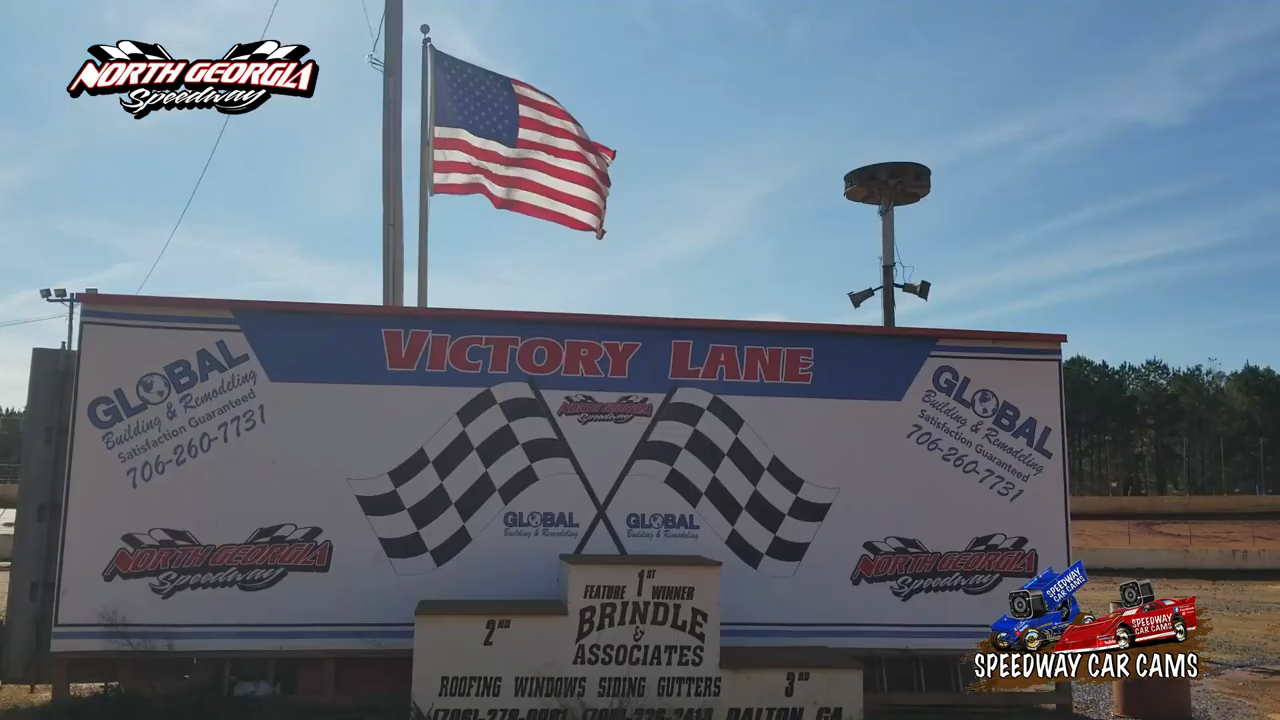 NORTH GEORGIA
Speedway
VICTORY LANE
GLOBAL
Building & Remodeling
Satisfaction Guaranteed
706-260-7731
NORTH GEORGIA
Speedway
GLOBAL
Building & Remodeling
Satisfaction Guaranteed
706-260-7731
GLOBAL
Building & Remodeling
GLOBAL
Building & Remodeling
NORTH GEORGIA
Speedway
NORTH GEORGIA
Speedway
1ST
FEATURE WINNER
BRINDLE
&
ASSOCIATES
2ND
3RD
ROOFING WINDOWS SIDING GUTTERS
DALTON GA
SPEEDWAY
CAR CAMS
SPEEDWAY
CAR CAMS
SPEEDWAY CAR CAMS